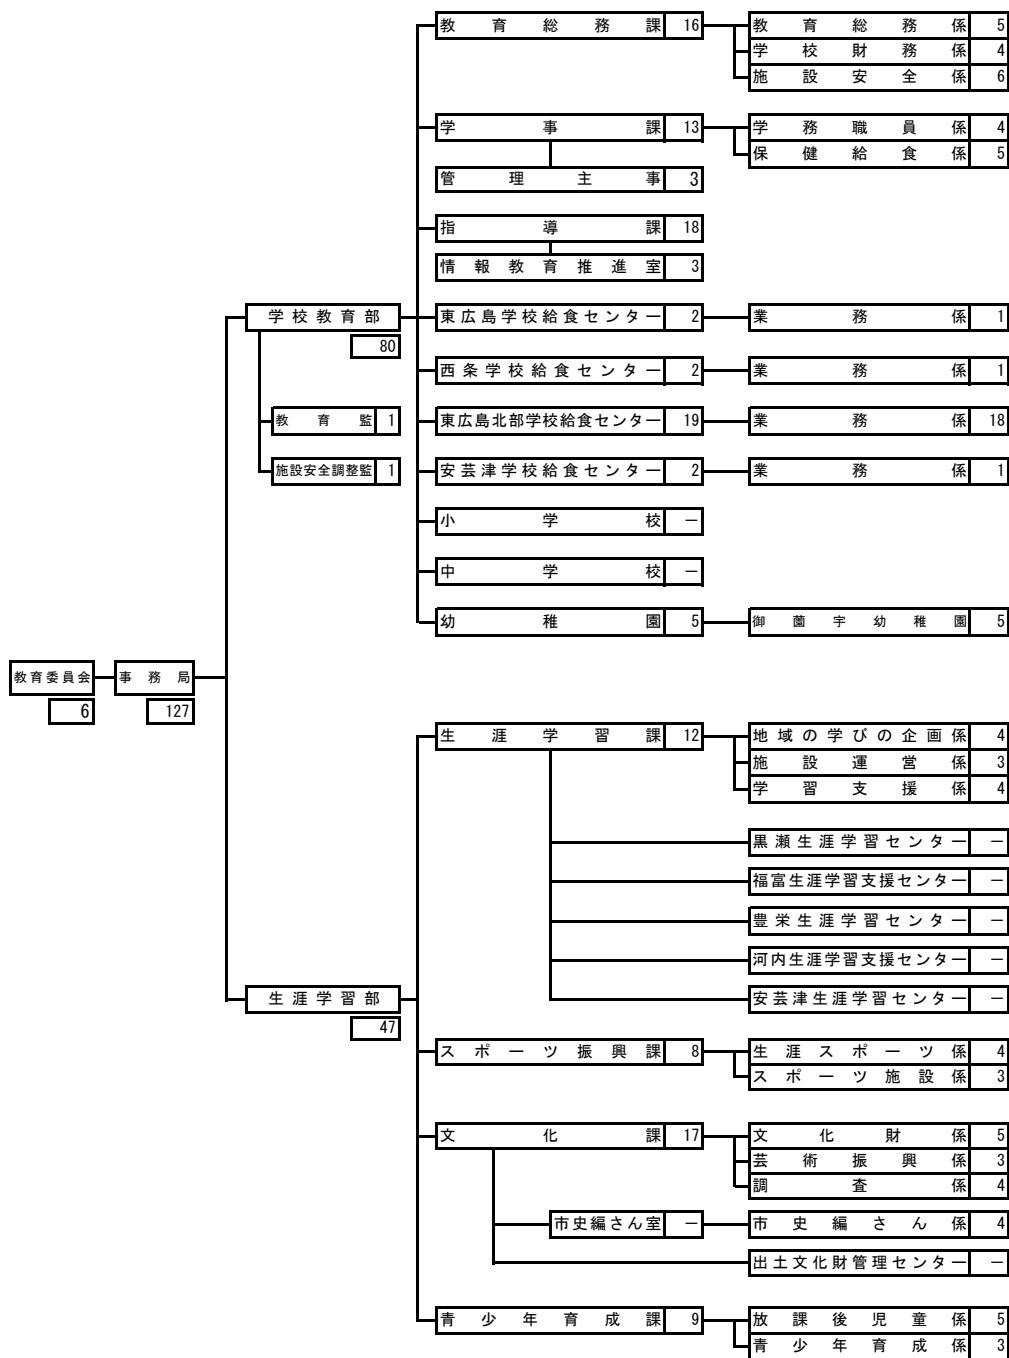 教育総務課 16 教育総務係 5
学校財務係 4
施設安全係 6
学事課 13 学務職員係 4
保健給食係 5
管理主事 3
指導課 18
情報教育推進室 3
学校教育部 東広島学校給食センター 2 業務係 1
80
西条学校給食センター 2 業務係 1
教育監 1 東広島北部学校給食センター 19 業務係 18
施設安全調整監 1 安芸津学校給食センター 2 業務係 1
小学校 －
中学校 －
幼稚園 5 御薗宇幼稚園 5
教育委員会 事務局
6 127
生涯学習課 12 地域の学びの企画係 4
施設運営係 3
学習支援係 4
黒瀬生涯学習センター －
福富生涯学習支援センター －
豊栄生涯学習センター －
河内生涯学習支援センター －
生涯学習部 安芸津生涯学習センター －
47
スポーツ振興課 8 生涯スポーツ係 4
スポーツ施設係 3
文化課 17 文化財係 5
芸術振興係 3
調査係 4
市史編さん室 － 市史編さん係 4
出土文化財管理センター －
青少年育成課 9 放課後児童係 5
青少年育成係 3